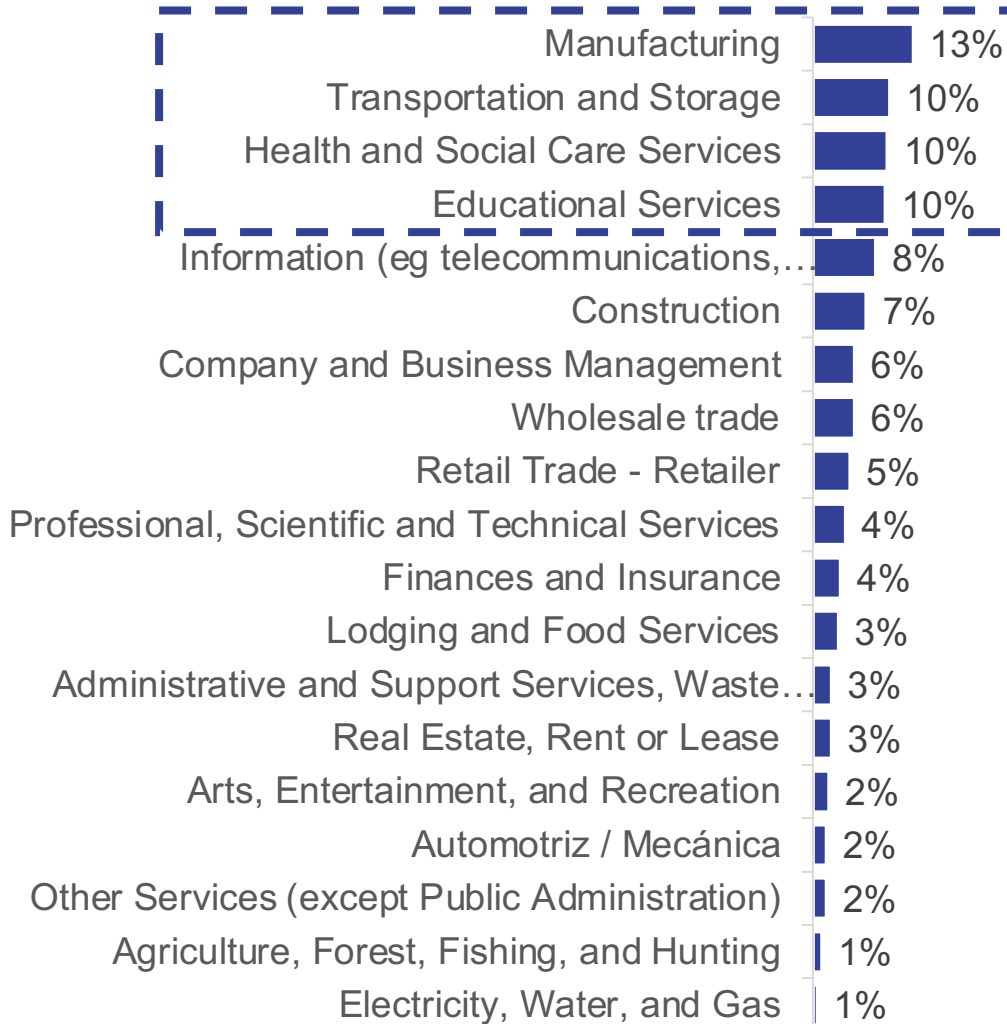 Manufacturing 13%
Transportation and Storage 10%
Health and Social Care Services 10%
Educational Services 10%
Information (eg telecommunications,… 8%
Construction 7%
Company and Business Management 6%
Wholesale trade 6%
Retail Trade - Retailer 5%
Professional, Scientific and Technical Services 4%
Finances and Insurance 4%
Lodging and Food Services 3%
Administrative and Support Services, Waste… 3%
Real Estate, Rent or Lease 3%
Arts, Entertainment, and Recreation 2%
Automotriz / Mecánica 2%
Other Services (except Public Administration) 2%
Agriculture, Forest, Fishing, and Hunting 1%
Electricity, Water, and Gas 1%